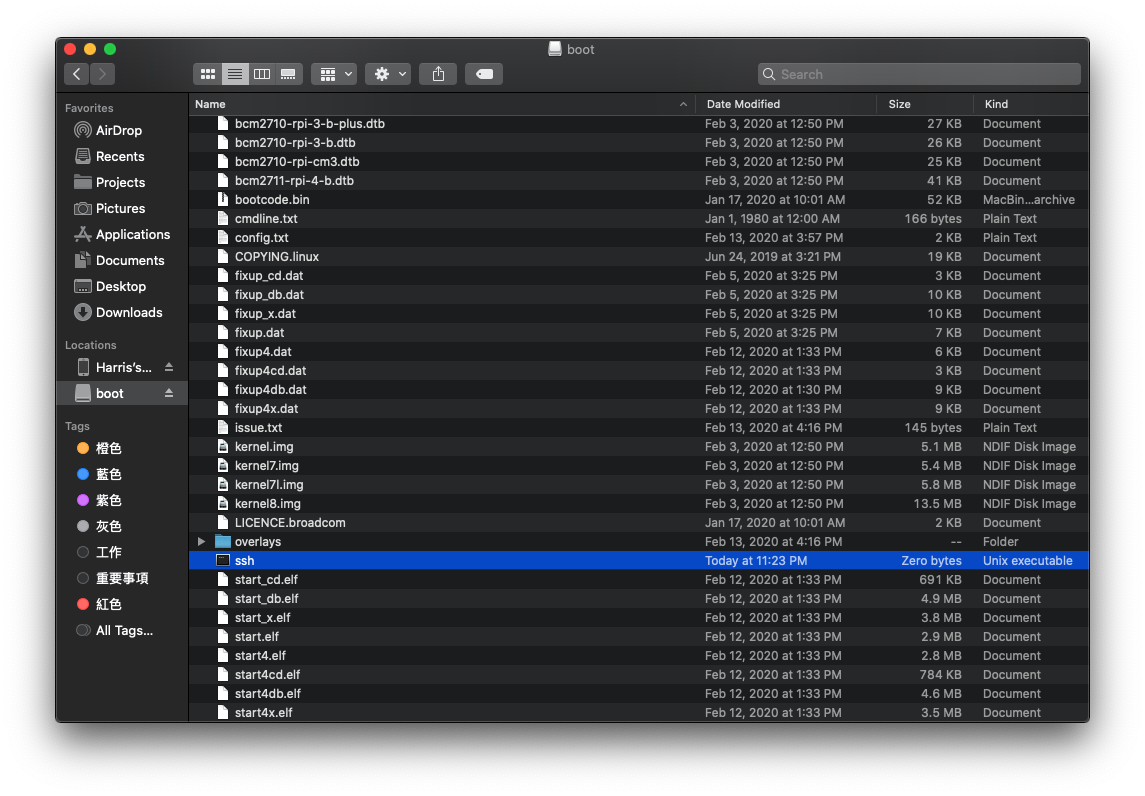 boot
Search
Favorites
AirDrop
Recents
Projects
Pictures
Applications
Documents
Desktop
Downloads
Locations
Harris's...
boot
Tags
橙色
藍色
紫色
灰色
工作
重要事項
紅色
All Tags...
Name Date Modified Size Kind
bcm2710-rpi-3-b-plus.dtb Feb 3, 2020 at 12:50 PM 27 KB Document
bcm2710-rpi-3-b.dtb Feb 3, 2020 at 12:50 PM 26 KB Document
bcm2710-rpi-cm3.dtb Feb 3, 2020 at 12:50 PM 25 KB Document
bcm2711-rpi-4-b.dtb Feb 3, 2020 at 12:50 PM 41 KB Document
bootcode.bin Jan 17, 2020 at 10:01 AM 52 KB MacBin...archive
cmdline.txt Jan 1, 1980 at 12:00 AM 166 bytes Plain Text
config.txt Feb 13, 2020 at 3:57 PM 2 KB Plain Text
COPYING.linux Jun 24, 2019 at 3:21 PM 19 KB Document
fixup_cd.dat Feb 5, 2020 at 3:25 PM 3 KB Document
fixup_db.dat Feb 5, 2020 at 3:25 PM 10 KB Document
fixup_x.dat Feb 5, 2020 at 3:25 PM 10 KB Document
fixup.dat Feb 5, 2020 at 3:25 PM 7 KB Document
fixup4.dat Feb 12, 2020 at 1:33 PM 6 KB Document
fixup4cd.dat Feb 12, 2020 at 1:33 PM 3 KB Document
fixup4db.dat Feb 12, 2020 at 1:30 PM 9 KB Document
fixup4x.dat Feb 12, 2020 at 1:33 PM 9 KB Document
issue.txt Feb 13, 2020 at 4:16 PM 145 bytes Plain Text
kernel.img Feb 3, 2020 at 12:50 PM 5.1 MB NDIF Disk Image
kernel7.img Feb 3, 2020 at 12:50 PM 5.4 MB NDIF Disk Image
kernel7l.img Feb 3, 2020 at 12:50 PM 5.8 MB NDIF Disk Image
kernel8.img Feb 3, 2020 at 12:50 PM 13.5 MB NDIF Disk Image
LICENCE.broadcom Jan 17, 2020 at 10:01 AM 2 KB Document
overlays Feb 13, 2020 at 4:16 PM -- Folder
ssh Today at 11:23 PM Zero bytes Unix executable
start_cd.elf Feb 12, 2020 at 1:33 PM 691 KB Document
start_db.elf Feb 12, 2020 at 1:33 PM 4.9 MB Document
start_x.elf Feb 12, 2020 at 1:33 PM 3.8 MB Document
start.elf Feb 12, 2020 at 1:33 PM 2.9 MB Document
start4.elf Feb 12, 2020 at 1:33 PM 2.8 MB Document
start4cd.elf Feb 12, 2020 at 1:33 PM 784 KB Document
start4db.elf Feb 12, 2020 at 1:33 PM 4.6 MB Document
start4x.elf Feb 12, 2020 at 1:33 PM 3.5 MB Document